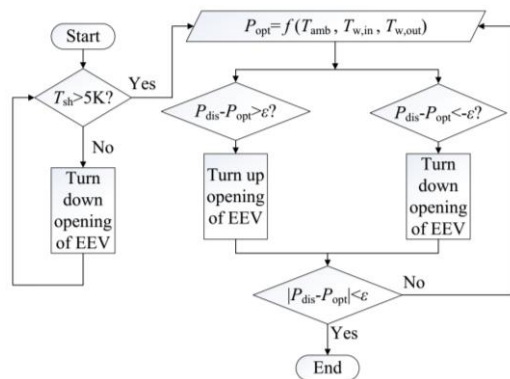 Start
T_sh>5K?
Yes
No
Turn
down
opening
of EEV
P_opt=f(T_amb, T_w,in, T_w,out)
P_dis-P_opt>ε?
Turn up
opening
of EEV
P_dis-P_opt<-ε?
Turn
down
opening
of EEV
|P_dis-P_opt|<ε
No
Yes
End